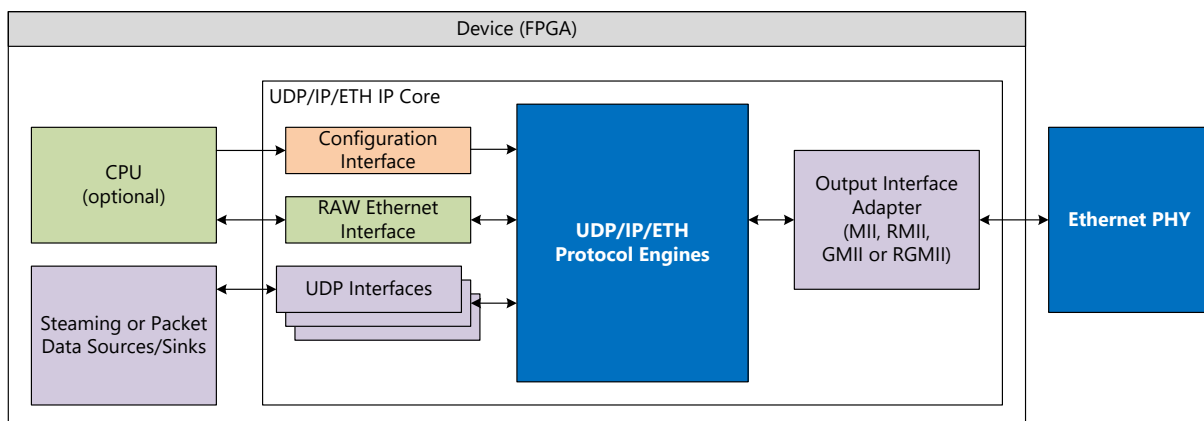 Device (FPGA)
UDP/IP/ETH IP Core
CPU
(optional)
Configuration
Interface
RAW Ethernet
Interface
UDP Interfaces
Steaming or Packet
Data Sources/Sinks
UDP/IP/ETH
Protocol Engines
Output Interface
Adapter
(MII, RMII,
GMII or RGMII)
Ethernet PHY